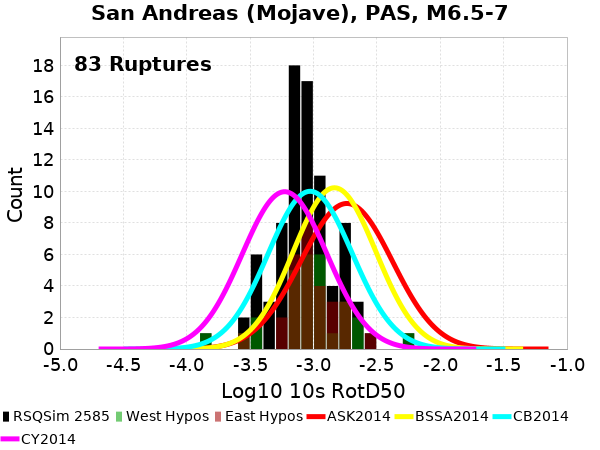 San Andreas (Mojave), PAS, M6.5-7
83 Ruptures
Count
18
16
14
12
10
8
6
4
2
0
-5.0 -4.5 -4.0 -3.5 -3.0 -2.5 -2.0 -1.5 -1.0
Log10 10s RotD50
RSQSim 2585 West Hypos East Hypos ASK2014 BSSA2014 CB2014
CY2014